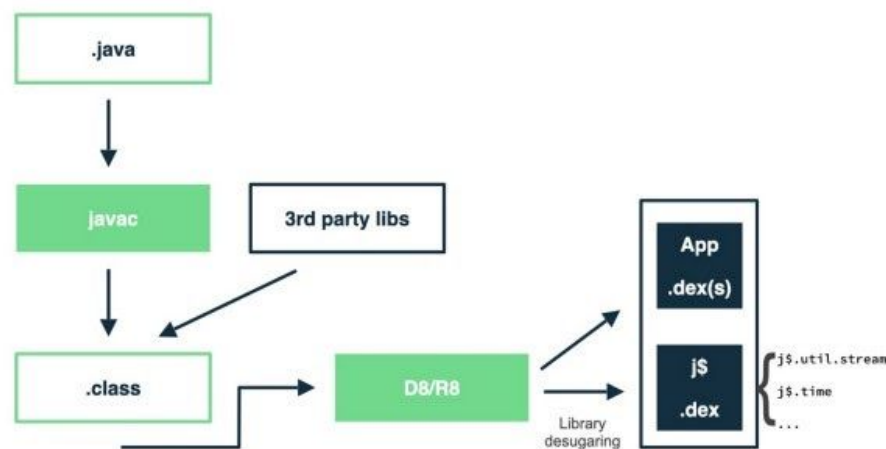 .java
javac
3rd party libs
App
.dex(s)
.class
D8/R8
j$
.dex
j$.util.stream
j$.time
...
Library
desugaring